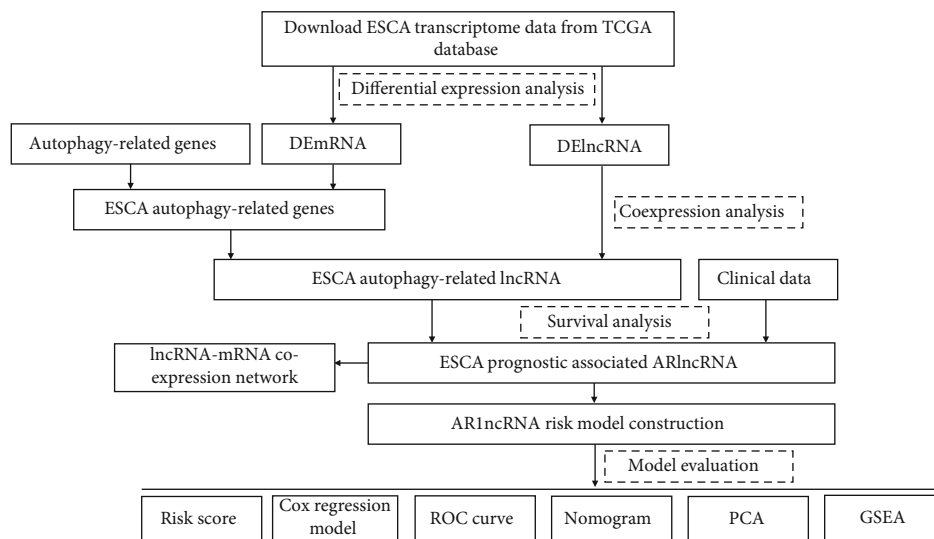 Download ESCA transcriptome data from TCGA
database
Differential expression analysis
Autophagy-related genes
DEmRNA
DElncRNA
ESCA autophagy-related genes
Coexpression analysis
ESCA autophagy-related lncRNA
Clinical data
Survival analysis
lncRNA-mRNA co-
expression network
ESCA prognostic associated ARlncRNA
AR1ncRNA risk model construction
Model evaluation
Risk score
Cox regression
model
ROC curve
Nomogram
PCA
GSEA